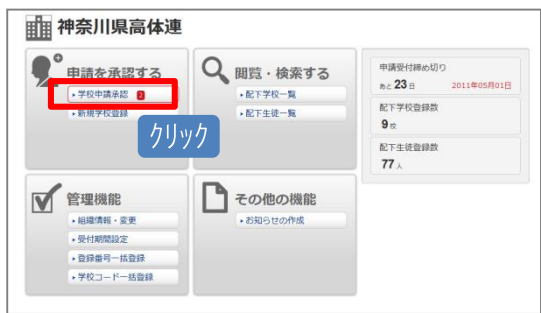 神奈川県高体連
申請を承認する
学校申請承認 2
新規学校登録
クリック
閲覧・検索する
配下学校一覧
配下生徒一覧
申請受付締め切り
あと 23 日 2011年05月01日
配下学校登録数
9 校
配下生徒登録数
77 人
管理機能
組織情報・変更
受付期間設定
登録番号一括登録
学校コード一括登録
その他の機能
お知らせの作成